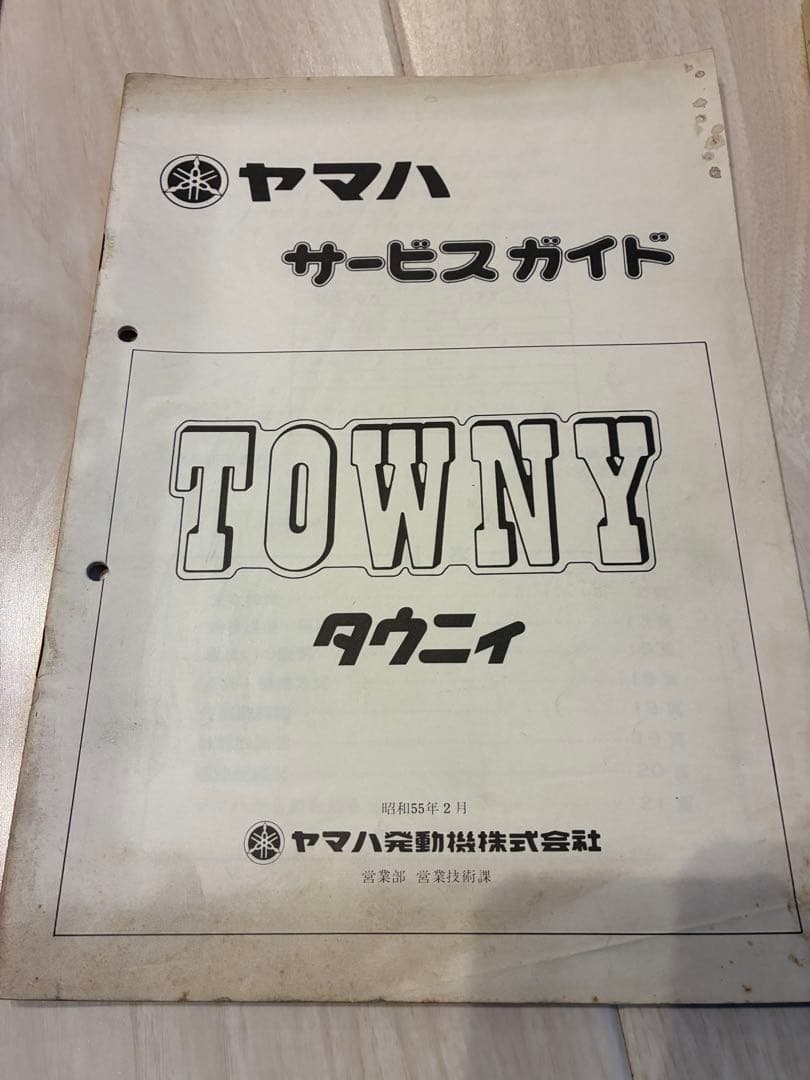 ヤマハ
サービスガイド
TOWNY
タウニィ
昭和55年2月
ヤマハ発動機株式会社
営業部 営業技術課